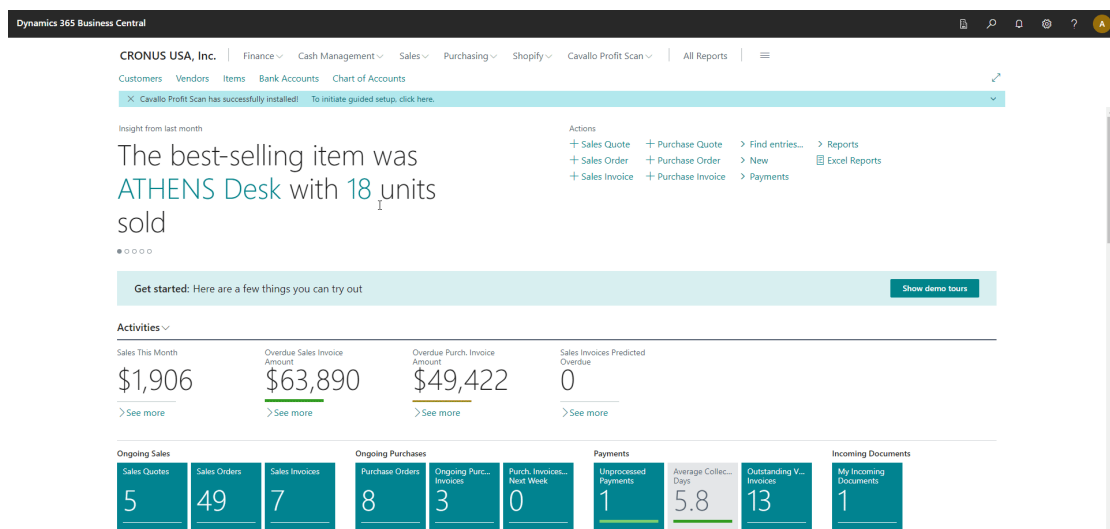 Dynamics 365 Business Central
?
A
CRONUS USA, Inc.
Finance
Cash Management
Sales
Purchasing
Shopify
Cavallo Profit Scan
All Reports
Customers
Vendors
Items
Bank Accounts
Chart of Accounts
Cavallo Profit Scan has successfully installed! To initiate guided setup, click here.
Insight from last month
The best-selling item was
ATHENS Desk with 18 units
sold
Actions
+ Sales Quote
+ Purchase Quote
> Find entries...
> Reports
+ Sales Order
+ Purchase Order
> New
Excel Reports
+ Sales Invoice
+ Purchase Invoice
> Payments
Get started: Here are a few things you can try out
Show demo tours
Activities
Sales This Month
$1,906
> See more
Overdue Sales Invoice
Amount
$63,890
> See more
Overdue Purch. Invoice
Amount
$49,422
> See more
Sales Invoices Predicted
Overdue
0
> See more
Ongoing Sales
Sales Quotes
5
Sales Orders
49
Sales Invoices
7
Ongoing Purchases
Purchase Orders
8
Ongoing Purc...
Invoices
3
Purch. Invoices...
Next Week
0
Payments
Unprocessed
Payments
1
Average Collec...
Days
5.8
Outstanding V...
Invoices
13
Incoming Documents
My Incoming
Documents
1